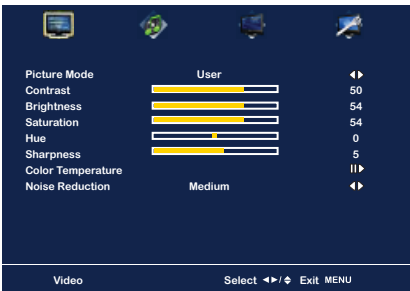 Picture Mode User
Contrast 50
Brightness 54
Saturation 54
Hue 0
Sharpness 5
Color Temperature
Noise Reduction Medium
Video Select ◄►/⬘ Exit MENU